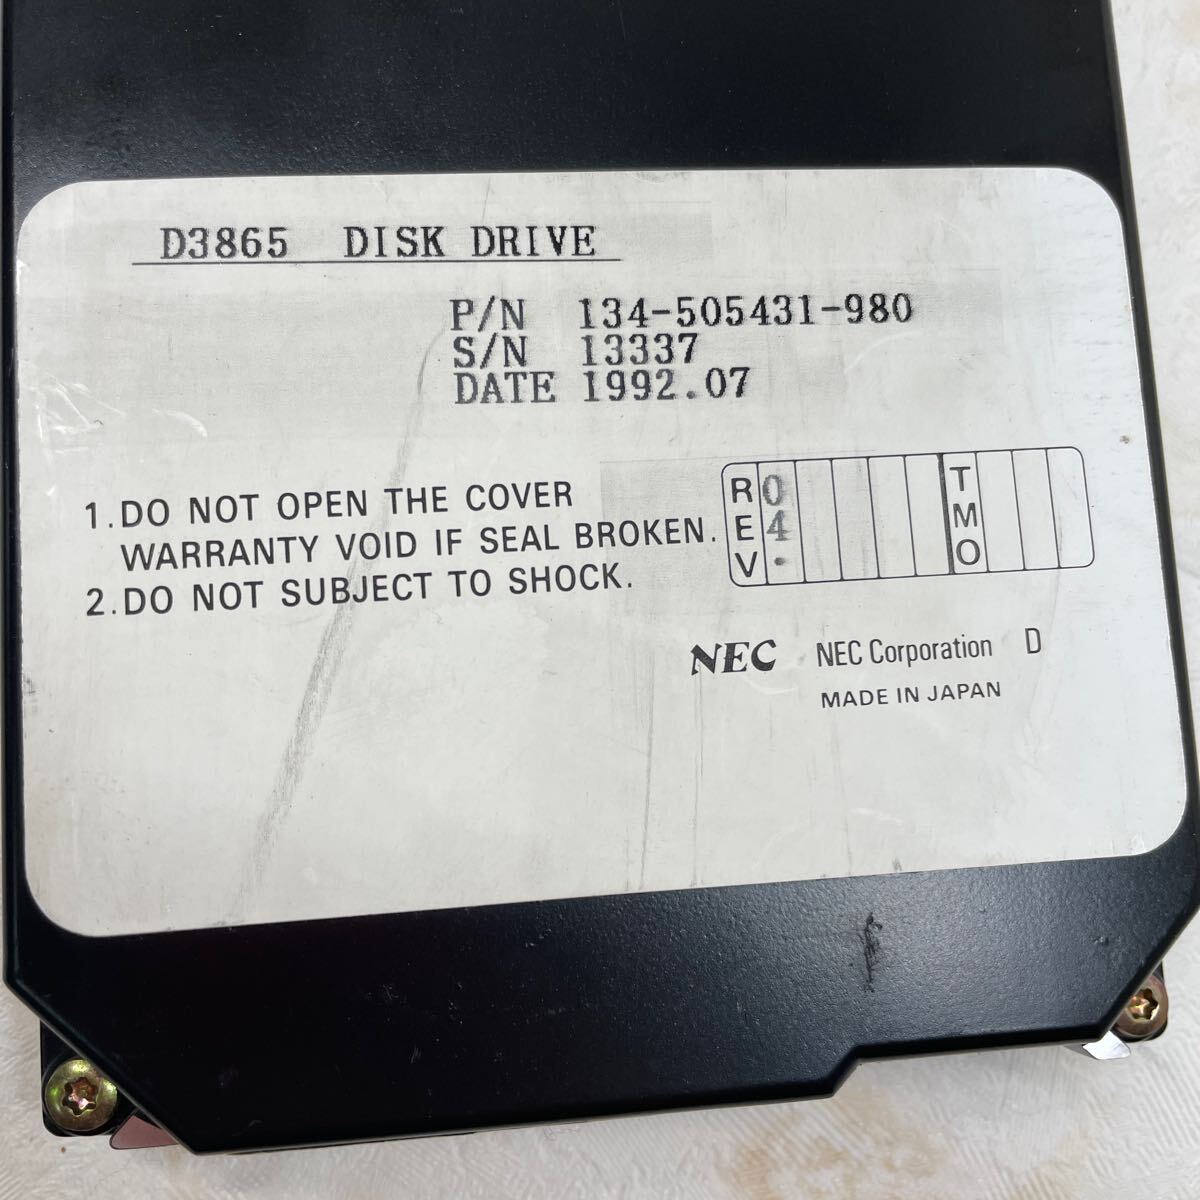 D3865 DISK DRIVE
P/N 134-505431-980
S/N 13337
DATE 1992.07
1.DO NOT OPEN THE COVER
WARRANTY VOID IF SEAL BROKEN.
2.DO NOT SUBJECT TO SHOCK.
REV
04.
TMO
NEC NEC Corporation D
MADE IN JAPAN